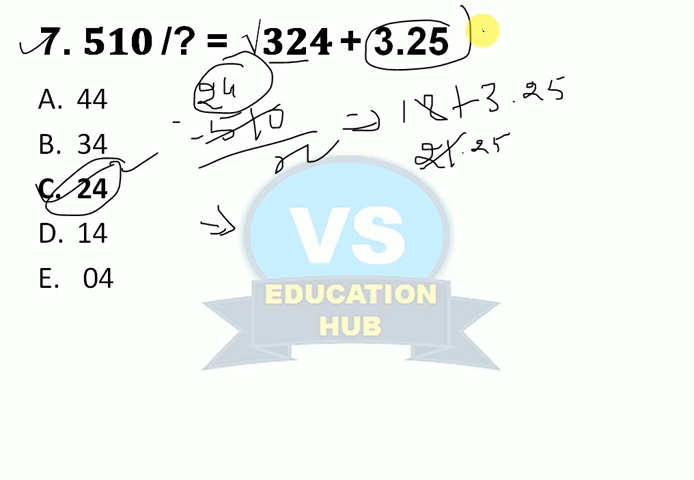 7. 510 /? = √324 + 3.25
A. 44
B. 34
C. 24
D. 14
E. 04
24
510
⇒ 18 + 3.25
21.25
⇒
VS
EDUCATION
HUB